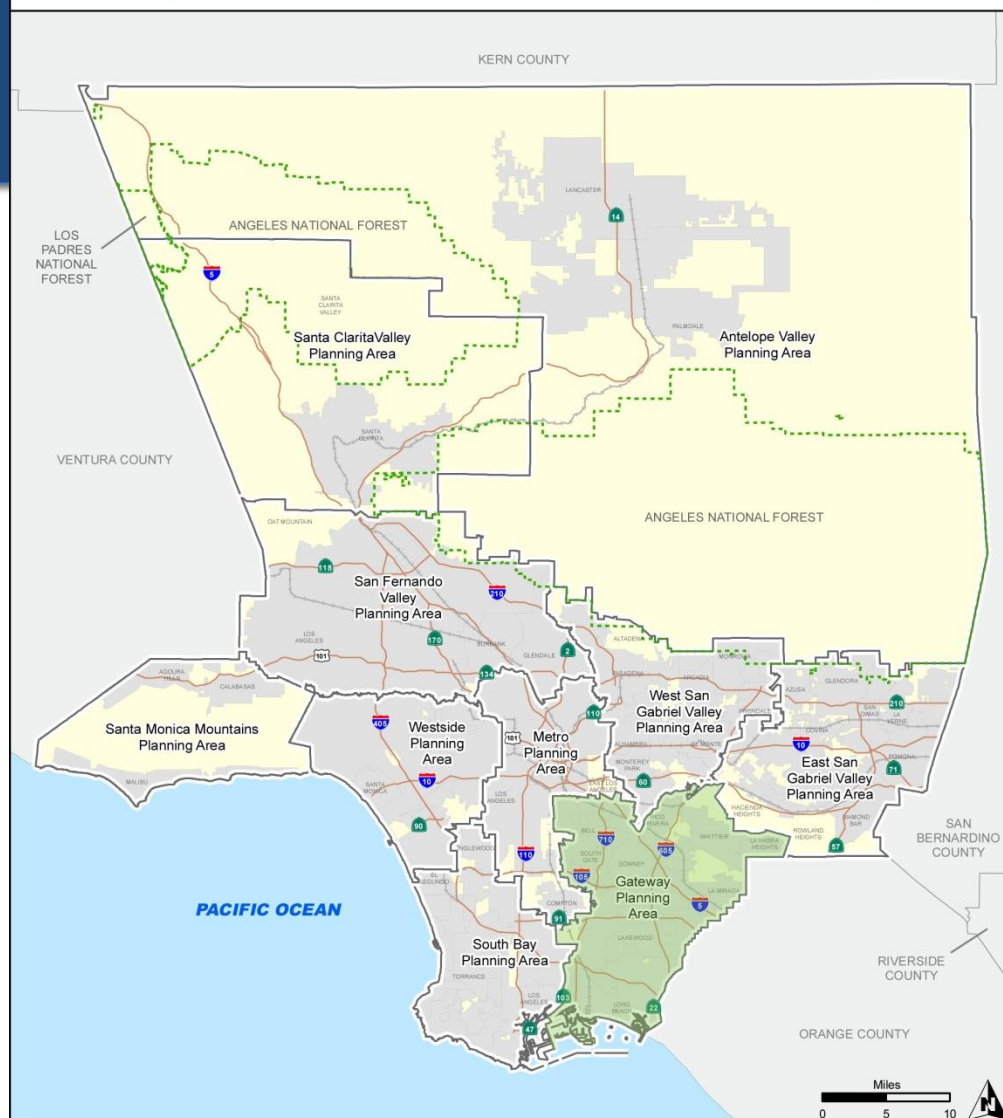 KERN COUNTY
LANCASTER
14
ANGELES NATIONAL FOREST
LOS
PADRES
NATIONAL
FOREST
5
SANTA
CLARITA
VALLEY
Santa ClaritaValley
Planning Area
PALMDALE
Antelope Valley
Planning Area
SANTA
CLARITA
VENTURA COUNTY
ANGELES NATIONAL FOREST
OAT MOUNTAIN
118
San Fernando
Valley
Planning Area
210
LOS
ANGELES
170
BURBANK
101
GLENDALE
2
134
ALTADENA
PASADENA
MONROVIA
ARCADIA
AZUSA
GLENDORA
SAN
DIMAS
LA
VERNE
210
AGOURA
HILLS
CALABASAS
Santa Monica Mountains
Planning Area
MALIBU
405
Westside
Planning
Area
SANTA
MONICA
10
90
101
110
Metro
Planning
Area
LOS
ANGELES
West San
Gabriel Valley
Planning Area
IRWINDALE
ALHAMBRA
EL MONTE
MONTEREY
PARK
60
COVINA
10
POMONA
71
East San
Gabriel Valley
Planning Area
HACIENDA
HEIGHTS
ROWLAND
HEIGHTS
DIAMOND
BAR
57
EAST LOS
ANGELES
PICO
RIVERA
BELL
710
WHITTIER
LA HABRA
HEIGHTS
SOUTH
GATE
605
DOWNEY
INGLEWOOD
110
105
EL
SEGUNDO
COMPTON
Gateway
Planning
Area
LA MIRADA
5
91
LAKEWOOD
SAN
BERNARDINO
COUNTY
PACIFIC OCEAN
South Bay
Planning Area
TORRANCE
LOS
ANGELES
103
LONG
BEACH
22
47
RIVERSIDE
COUNTY
ORANGE COUNTY
Miles
0 5 10
N